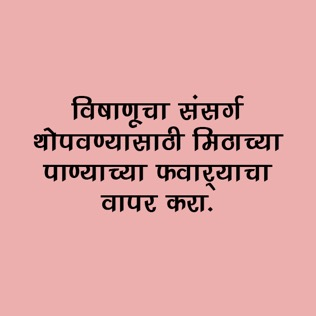 विषाणूचा संसर्ग
थोपवण्यासाठी मिठाच्या
पाण्याच्या फवाऱ्याचा
वापर करा.